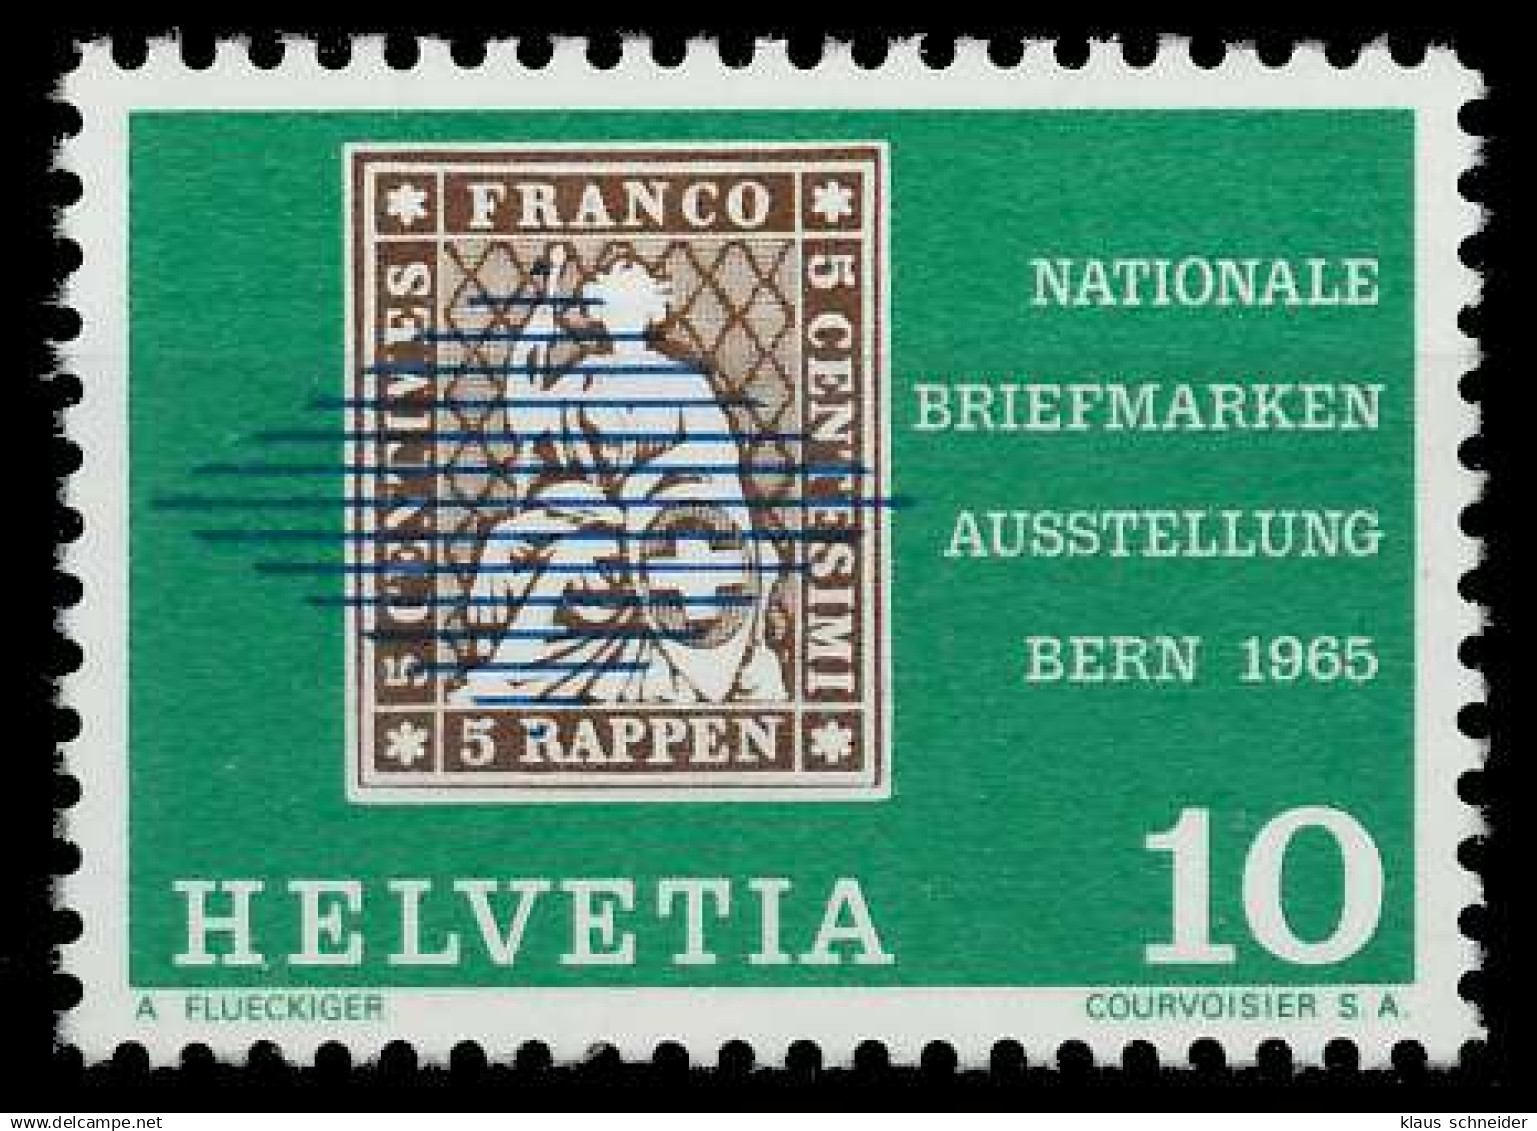 FRANCO
5 CENTIMES
5 CENTESIMI
5 RAPPEN
NATIONALE
BRIEFMARKEN
AUSSTELLUNG
BERN 1965
HELVETIA
10
A FLUECKIGER
COURVOISIER S.A.
delcampe.net
klaus schneider